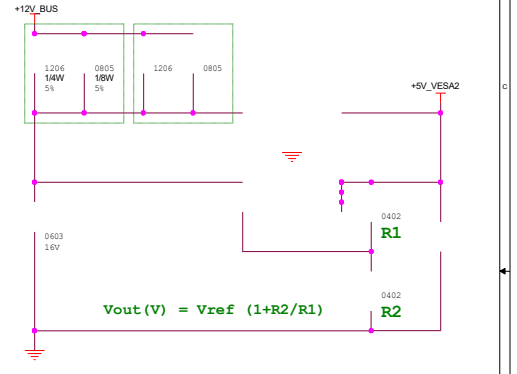 +12V_BUS
1206
1/4W
5%
0805
1/8W
5%
1206
0805
+5V_VESA2
C
0402
R1
0603
16V
0402
R2
Vout(V) = Vref (1+R2/R1)